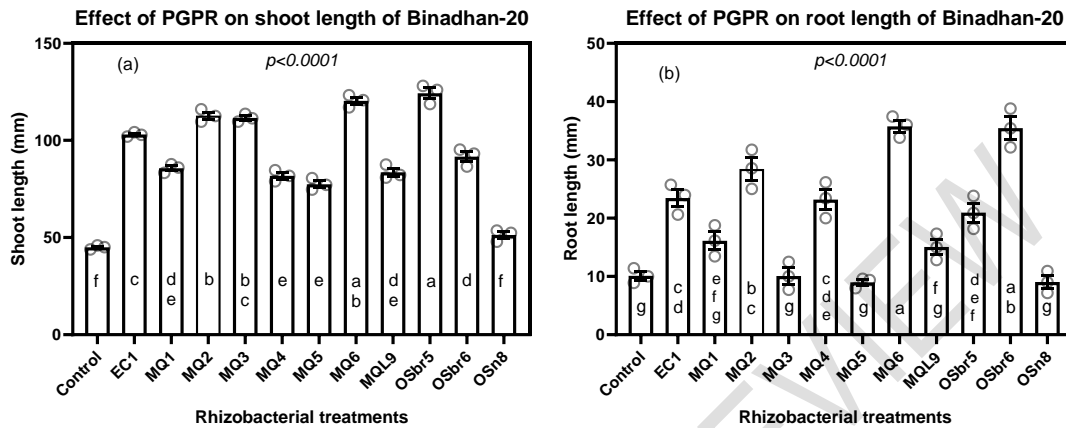 Effect of PGPR on shoot length of Binadhan-20
150
(a)
p<0.0001
100
50
0
Shoot length (mm)
f
c
d
e
b
b
c
e
e
a
b
d
e
a
d
f
Control
EC1
MQ1
MQ2
MQ3
MQ4
MQ5
MQ6
MQL9
OSbr5
OSbr6
OSn8
Rhizobacterial treatments
Effect of PGPR on root length of Binadhan-20
50
(b)
p<0.0001
40
30
20
10
0
Root length (mm)
g
c
d
e
f
g
b
c
g
c
d
e
g
a
f
g
d
e
f
a
b
g
Control
EC1
MQ1
MQ2
MQ3
MQ4
MQ5
MQ6
MQL9
OSbr5
OSbr6
OSn8
Rhizobacterial treatments